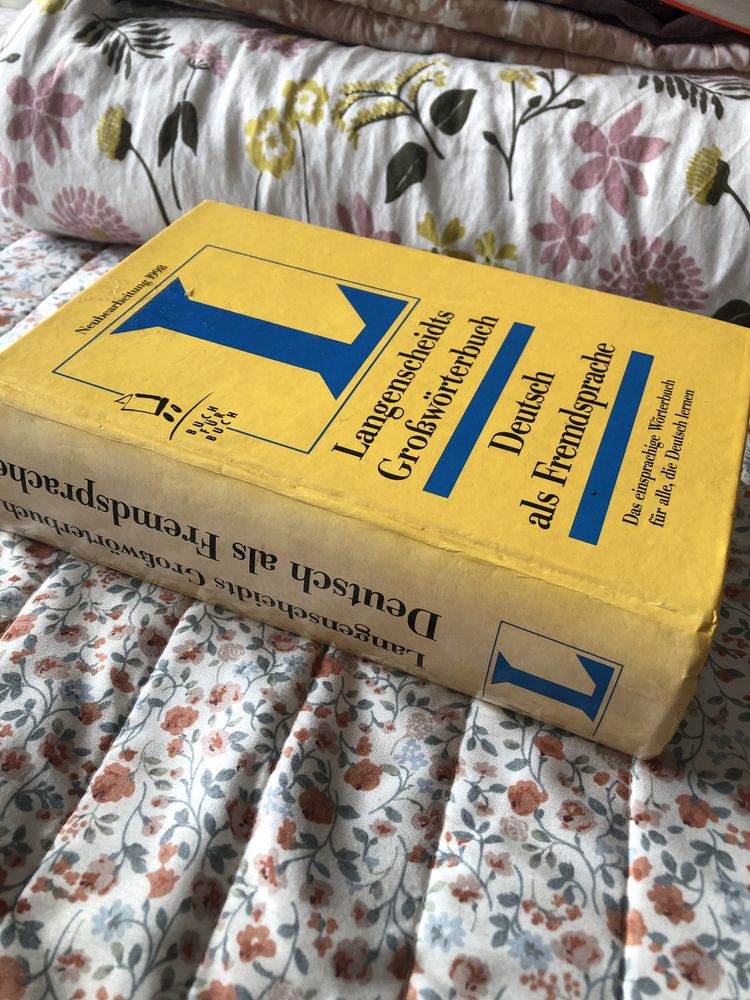 Neubearbeitung 1998
L
BUCH
FÜR
BUCH
Langenscheidts
Großwörterbuch
Deutsch
als Fremdsprache
Das einsprachige Wörterbuch
für alle, die Deutsch lernen
Langenscheidts Großwörterbuch
Deutsch als Fremdsprache
L